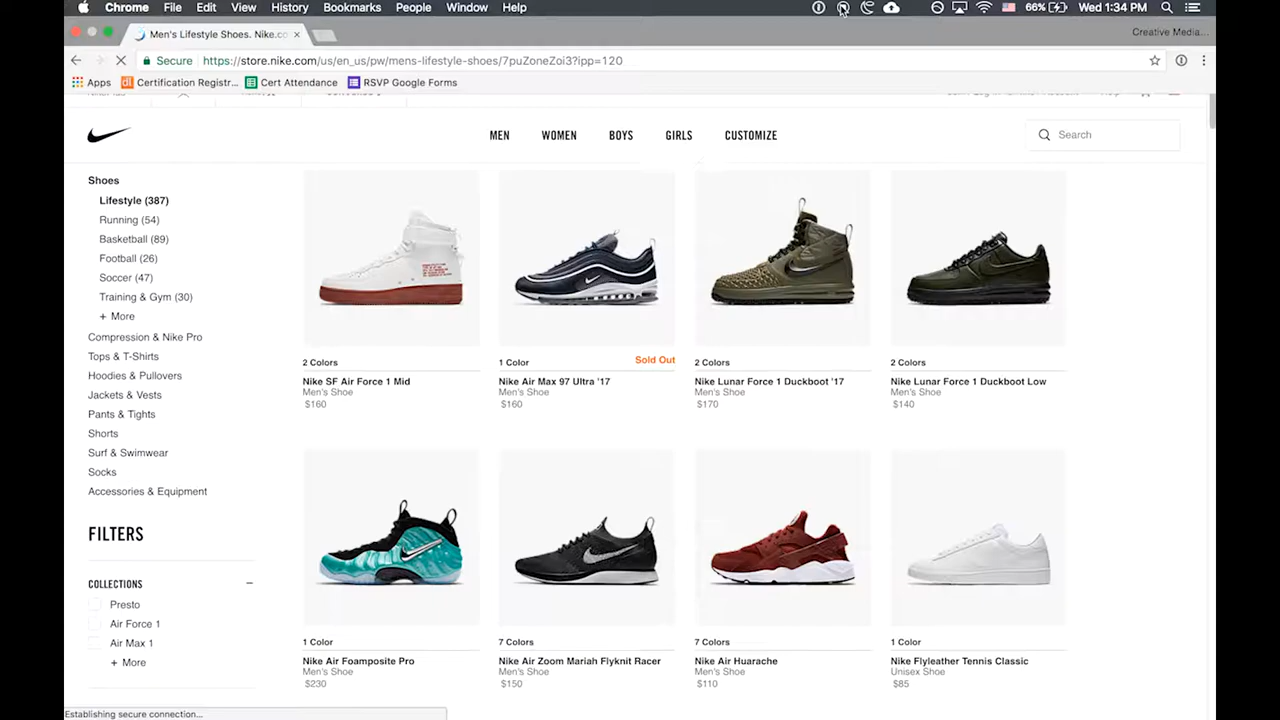 Chrome File Edit View History Bookmarks People Window Help 66% Wed 1:34 PM
Men's Lifestyle Shoes. Nike.co Creative Media...
Secure https://store.nike.com/us/en_us/pw/mens-lifestyle-shoes/7puZoneZoi3?ipp=120
Apps Certification Registr... Cert Attendance RSVP Google Forms
MEN WOMEN BOYS GIRLS CUSTOMIZE Search
Shoes
Lifestyle (387)
Running (54)
Basketball (89)
Football (26)
Soccer (47)
Training & Gym (30)
+ More
Compression & Nike Pro
Tops & T-Shirts
Hoodies & Pullovers
Jackets & Vests
Pants & Tights
Shorts
Surf & Swimwear
Socks
Accessories & Equipment
FILTERS
COLLECTIONS
Presto
Air Force 1
Air Max 1
+ More
2 Colors
Nike SF Air Force 1 Mid
Men's Shoe
$160
1 Color Sold Out
Nike Air Max 97 Ultra '17
Men's Shoe
$160
2 Colors
Nike Lunar Force 1 Duckboot '17
Men's Shoe
$170
2 Colors
Nike Lunar Force 1 Duckboot Low
Men's Shoe
$140
1 Color
Nike Air Foamposite Pro
Men's Shoe
$230
7 Colors
Nike Air Zoom Mariah Flyknit Racer
Men's Shoe
$150
7 Colors
Nike Air Huarache
Men's Shoe
$110
1 Color
Nike Flyleather Tennis Classic
Unisex Shoe
$85
Establishing secure connection...